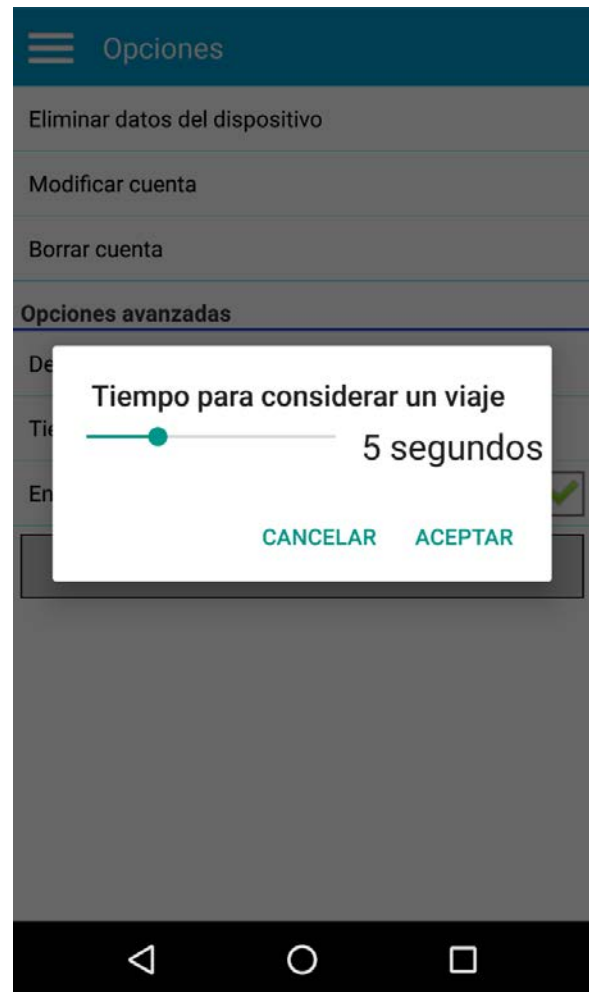 Opciones
Eliminar datos del dispositivo
Modificar cuenta
Borrar cuenta
Opciones avanzadas
Tiempo para considerar un viaje
5 segundos
CANCELAR ACEPTAR